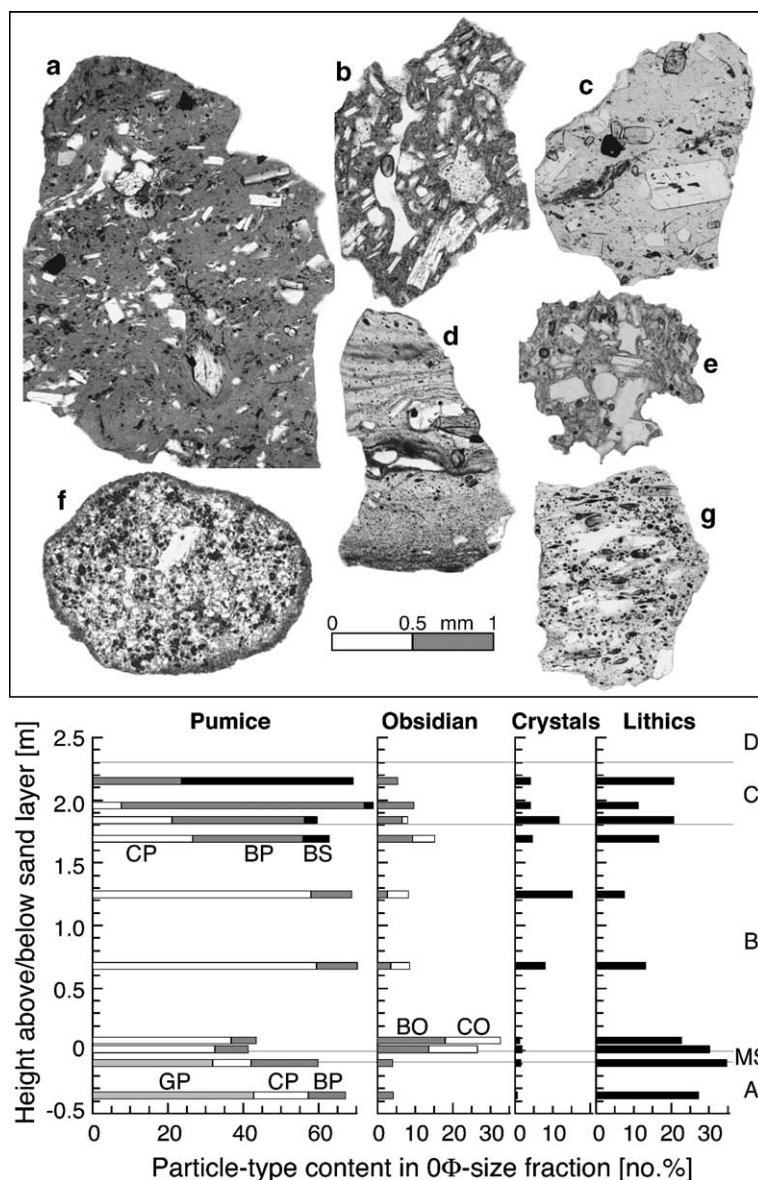 a
b
c
d
e
f
g
0 0.5 mm 1
Pumice Obsidian Crystals Lithics
2.5
D
2.0
C
CP BP BS
1.5
1.0
B
0.5
BO CO
0
MS
GP CP BP
A
-0.5
Height above/below sand layer [m]
0 20 40 60 0 10 20 30 0 10 0 10 20 30
Particle-type content in 0Φ-size fraction [no.%]